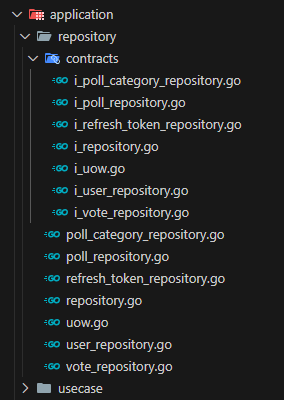 application
repository
contracts
i_poll_category_repository.go
i_poll_repository.go
i_refresh_token_repository.go
i_repository.go
i_uow.go
i_user_repository.go
i_vote_repository.go
poll_category_repository.go
poll_repository.go
refresh_token_repository.go
repository.go
uow.go
user_repository.go
vote_repository.go
usecase